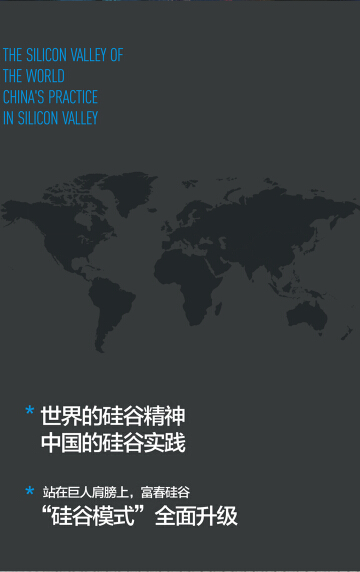 THE SILICON VALLEY OF
THE WORLD
CHINA'S PRACTICE
IN SILICON VALLEY
* 世界的硅谷精神
中国的硅谷实践
* 站在巨人肩膀上，富春硅谷
“硅谷模式”全面升级